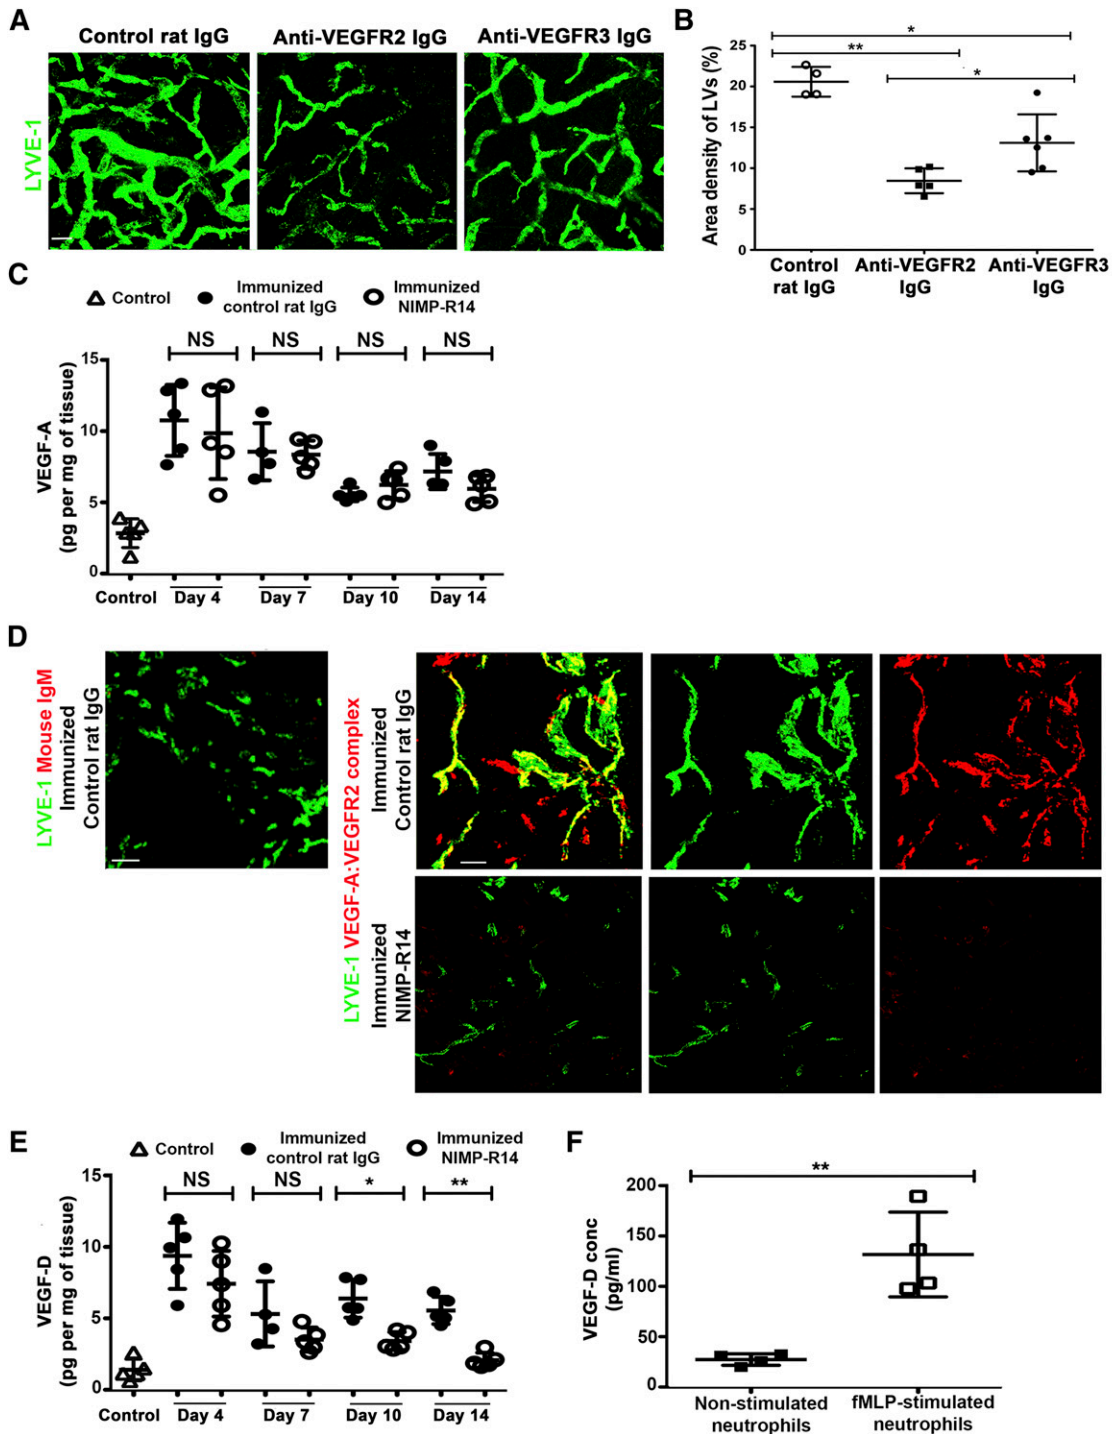 A
Control rat IgG
Anti-VEGFR2 IgG
Anti-VEGFR3 IgG
LYVE-1
B
Area density of LVs (%)
25
20
15
10
5
0
*
**
*
Control
rat IgG
Anti-VEGFR2
IgG
Anti-VEGFR3
IgG
C
Control
Immunized
control rat IgG
Immunized
NIMP-R14
NS
NS
NS
NS
VEGF-A
(pg per mg of tissue)
15
10
5
0
Control
Day 4
Day 7
Day 10
Day 14
D
LYVE-1 Mouse IgM
Immunized
Control rat IgG
LYVE-1 VEGF-A:VEGFR2 complex
Immunized
Control rat IgG
Immunized
NIMP-R14
E
Control
Immunized
control rat IgG
Immunized
NIMP-R14
NS
NS
*
**
VEGF-D
(pg per mg of tissue)
15
10
5
0
Control
Day 4
Day 7
Day 10
Day 14
F
**
VEGF-D conc
(pg/ml)
200
150
100
50
0
Non-stimulated
neutrophils
fMLP-stimulated
neutrophils